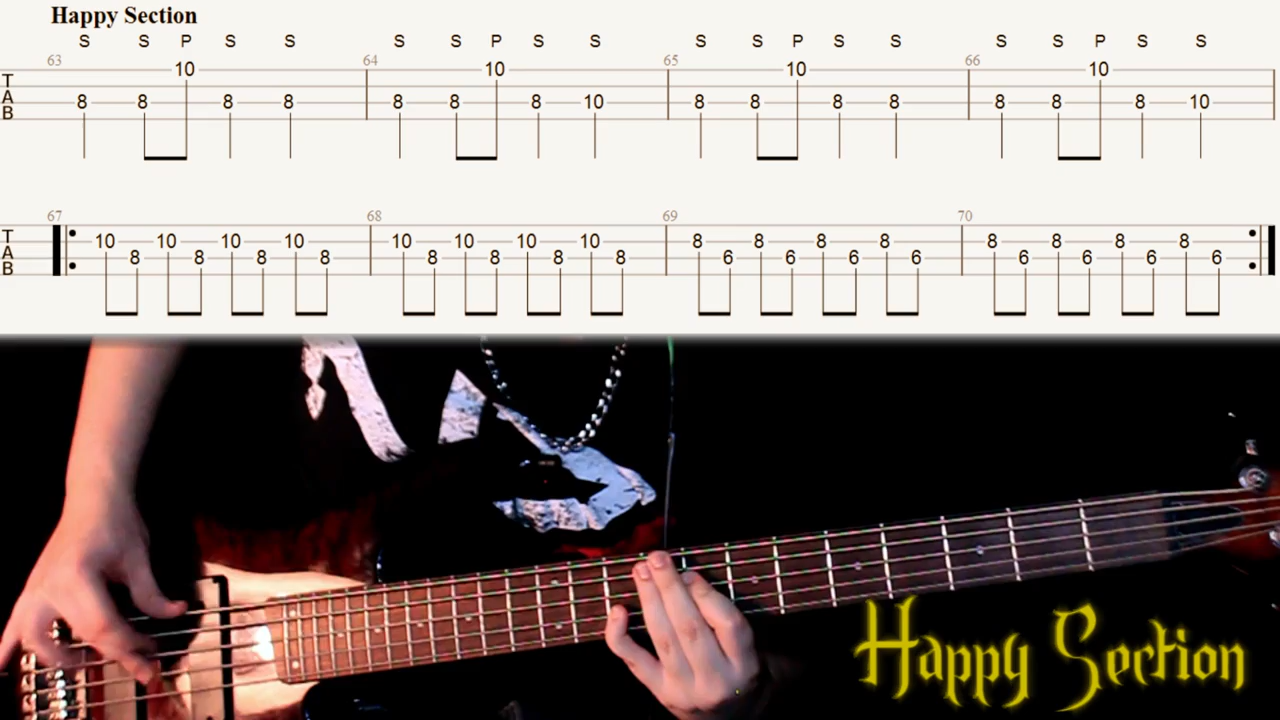 Happy Section
S S P S S S S P S S S S P S S S S P S S
63 10 64 10 65 10 66 10
T
A 8 8 8 8 8 8 8 10 8 8 8 8 8 8 8 10
B
67 68 69 70
T 10 10 10 10 10 10 10 10 8 8 8 8 8 8 8 8
A 8 8 8 8 8 8 8 8 6 6 6 6 6 6 6 6
B
Happy Section